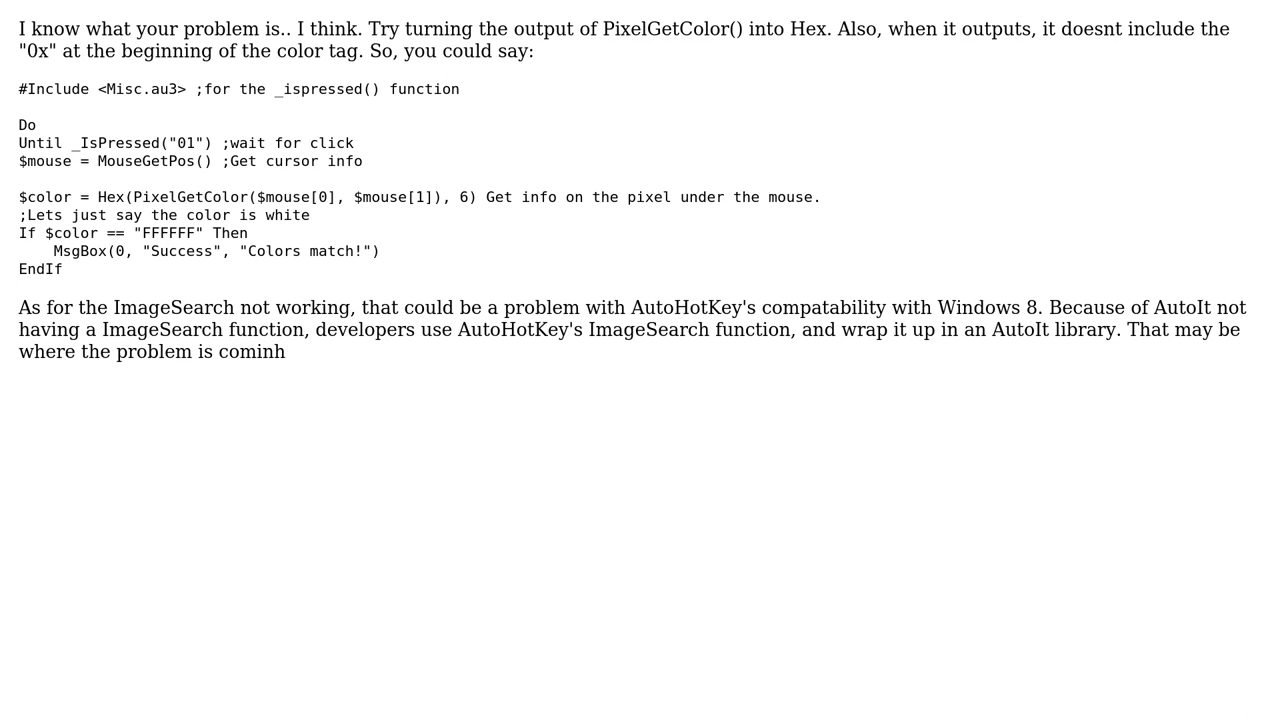 I know what your problem is.. I think. Try turning the output of PixelGetColor() into Hex. Also, when it outputs, it doesnt include the
"0x" at the beginning of the color tag. So, you could say:
#Include <Misc.au3> ;for the _ispressed() function
Do
Until _IsPressed("01") ;wait for click
$mouse = MouseGetPos() ;Get cursor info
$color = Hex(PixelGetColor($mouse[0], $mouse[1]), 6) Get info on the pixel under the mouse.
;Lets just say the color is white
If $color == "FFFFFF" Then
    MsgBox(0, "Success", "Colors match!")
EndIf
As for the ImageSearch not working, that could be a problem with AutoHotKey's compatability with Windows 8. Because of AutoIt not
having a ImageSearch function, developers use AutoHotKey's ImageSearch function, and wrap it up in an AutoIt library. That may be
where the problem is cominh